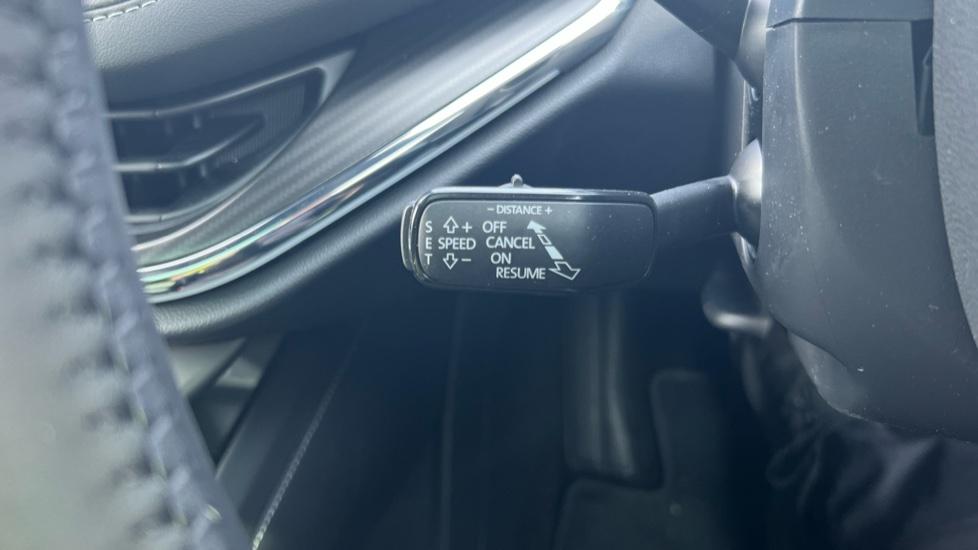 - DISTANCE +
S + OFF
E SPEED CANCEL
T - ON
RESUME